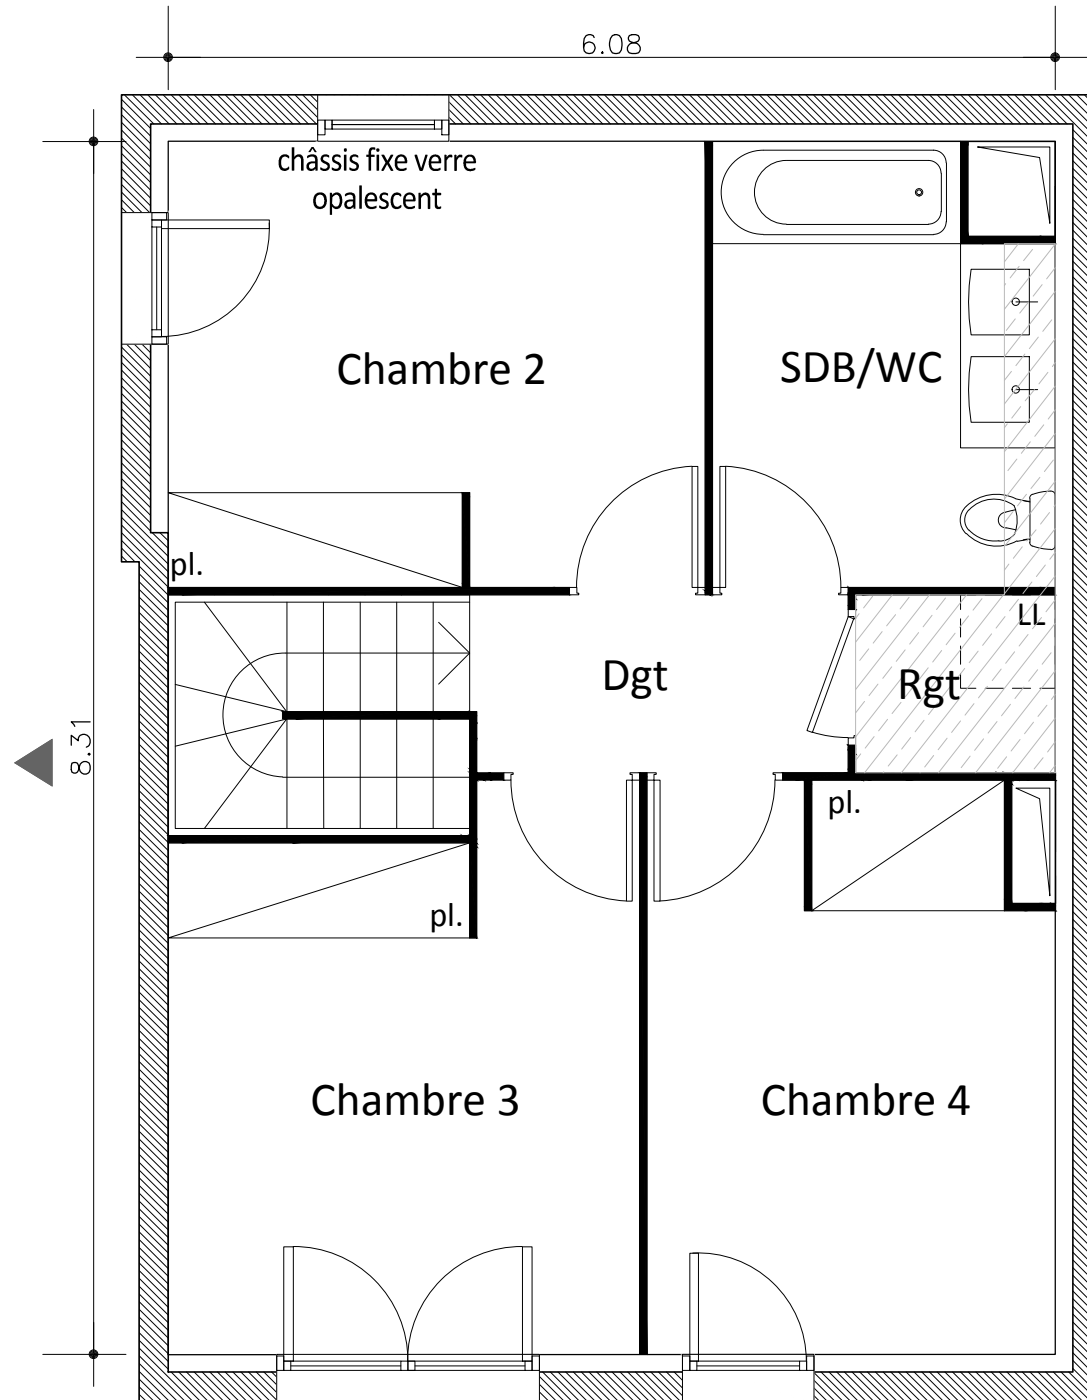 6.08
châssis fixe verre
opalescent
Chambre 2
SDB/WC
pl.
LL
Dgt
Rgt
8.31
pl.
pl.
Chambre 3
Chambre 4